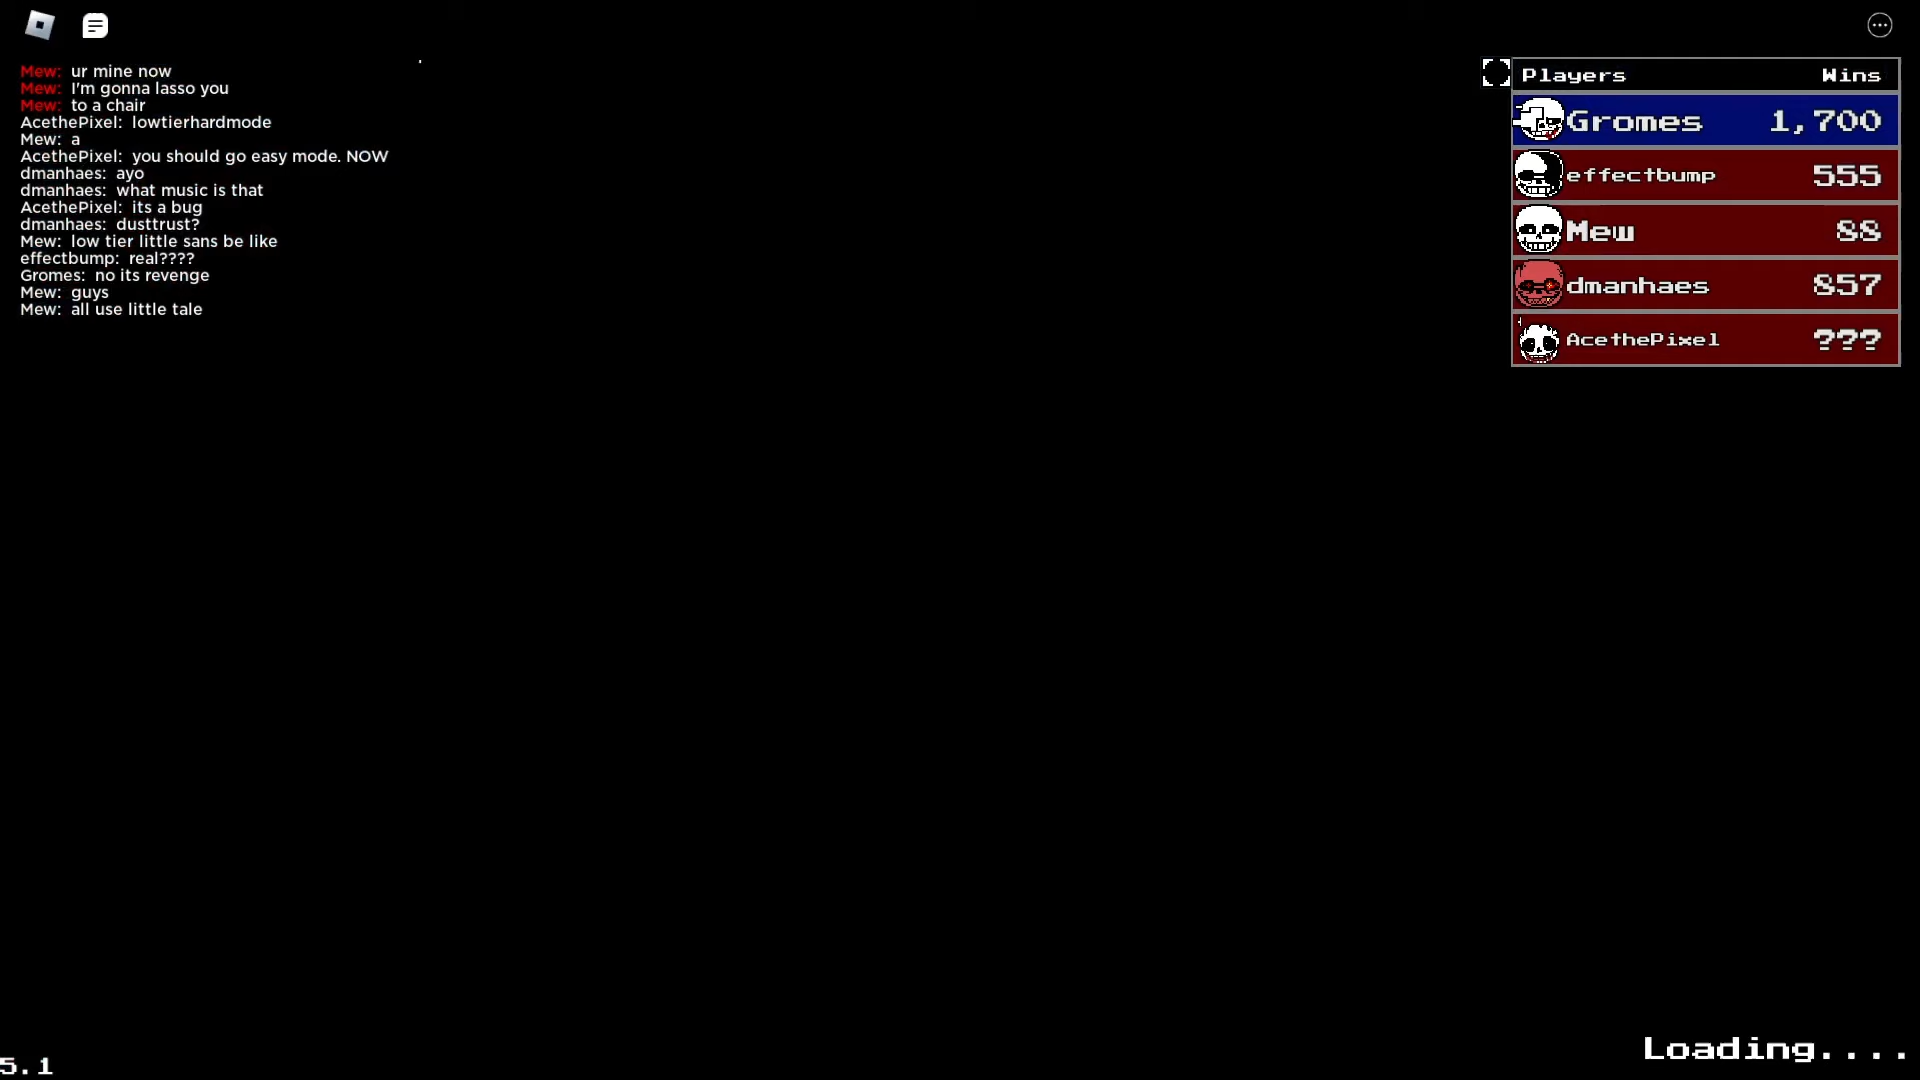 Mew: ur mine now
Mew: I'm gonna lasso you
Mew: to a chair
AcethePixel: lowtierhardmode
Mew: a
AcethePixel: you should go easy mode. NOW
dmanhaes: ayo
dmanhaes: what music is that
AcethePixel: its a bug
dmanhaes: dusttrust?
Mew: low tier little sans be like
effectbump: real????
Gromes: no its revenge
Mew: guys
Mew: all use little tale
Players Wins
Gromes 1,700
effectbump 555
Mew 88
dmanhaes 857
AcethePixel ???
5.1
Loading....